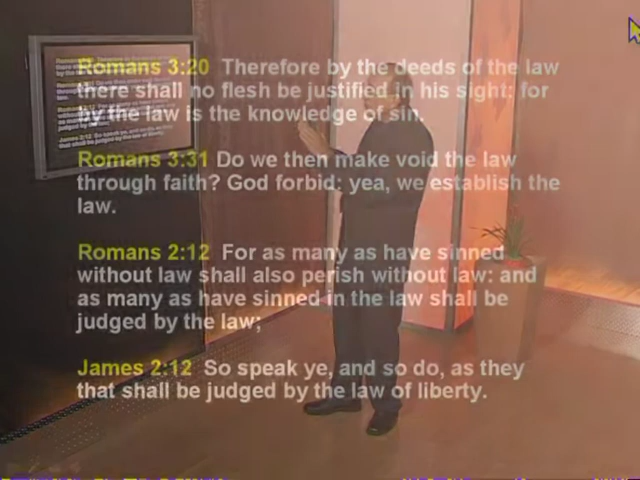 Romans 3:20 Therefore by the deeds of the law
there shall no flesh be justified in his sight: for
by the law is the knowledge of sin.
Romans 3:31 Do we then make void the law
through faith? God forbid: yea, we establish the
law.
Romans 2:12 For as many as have sinned
without law shall also perish without law: and
as many as have sinned in the law shall be
judged by the law;
James 2:12 So speak ye, and so do, as they
that shall be judged by the law of liberty.